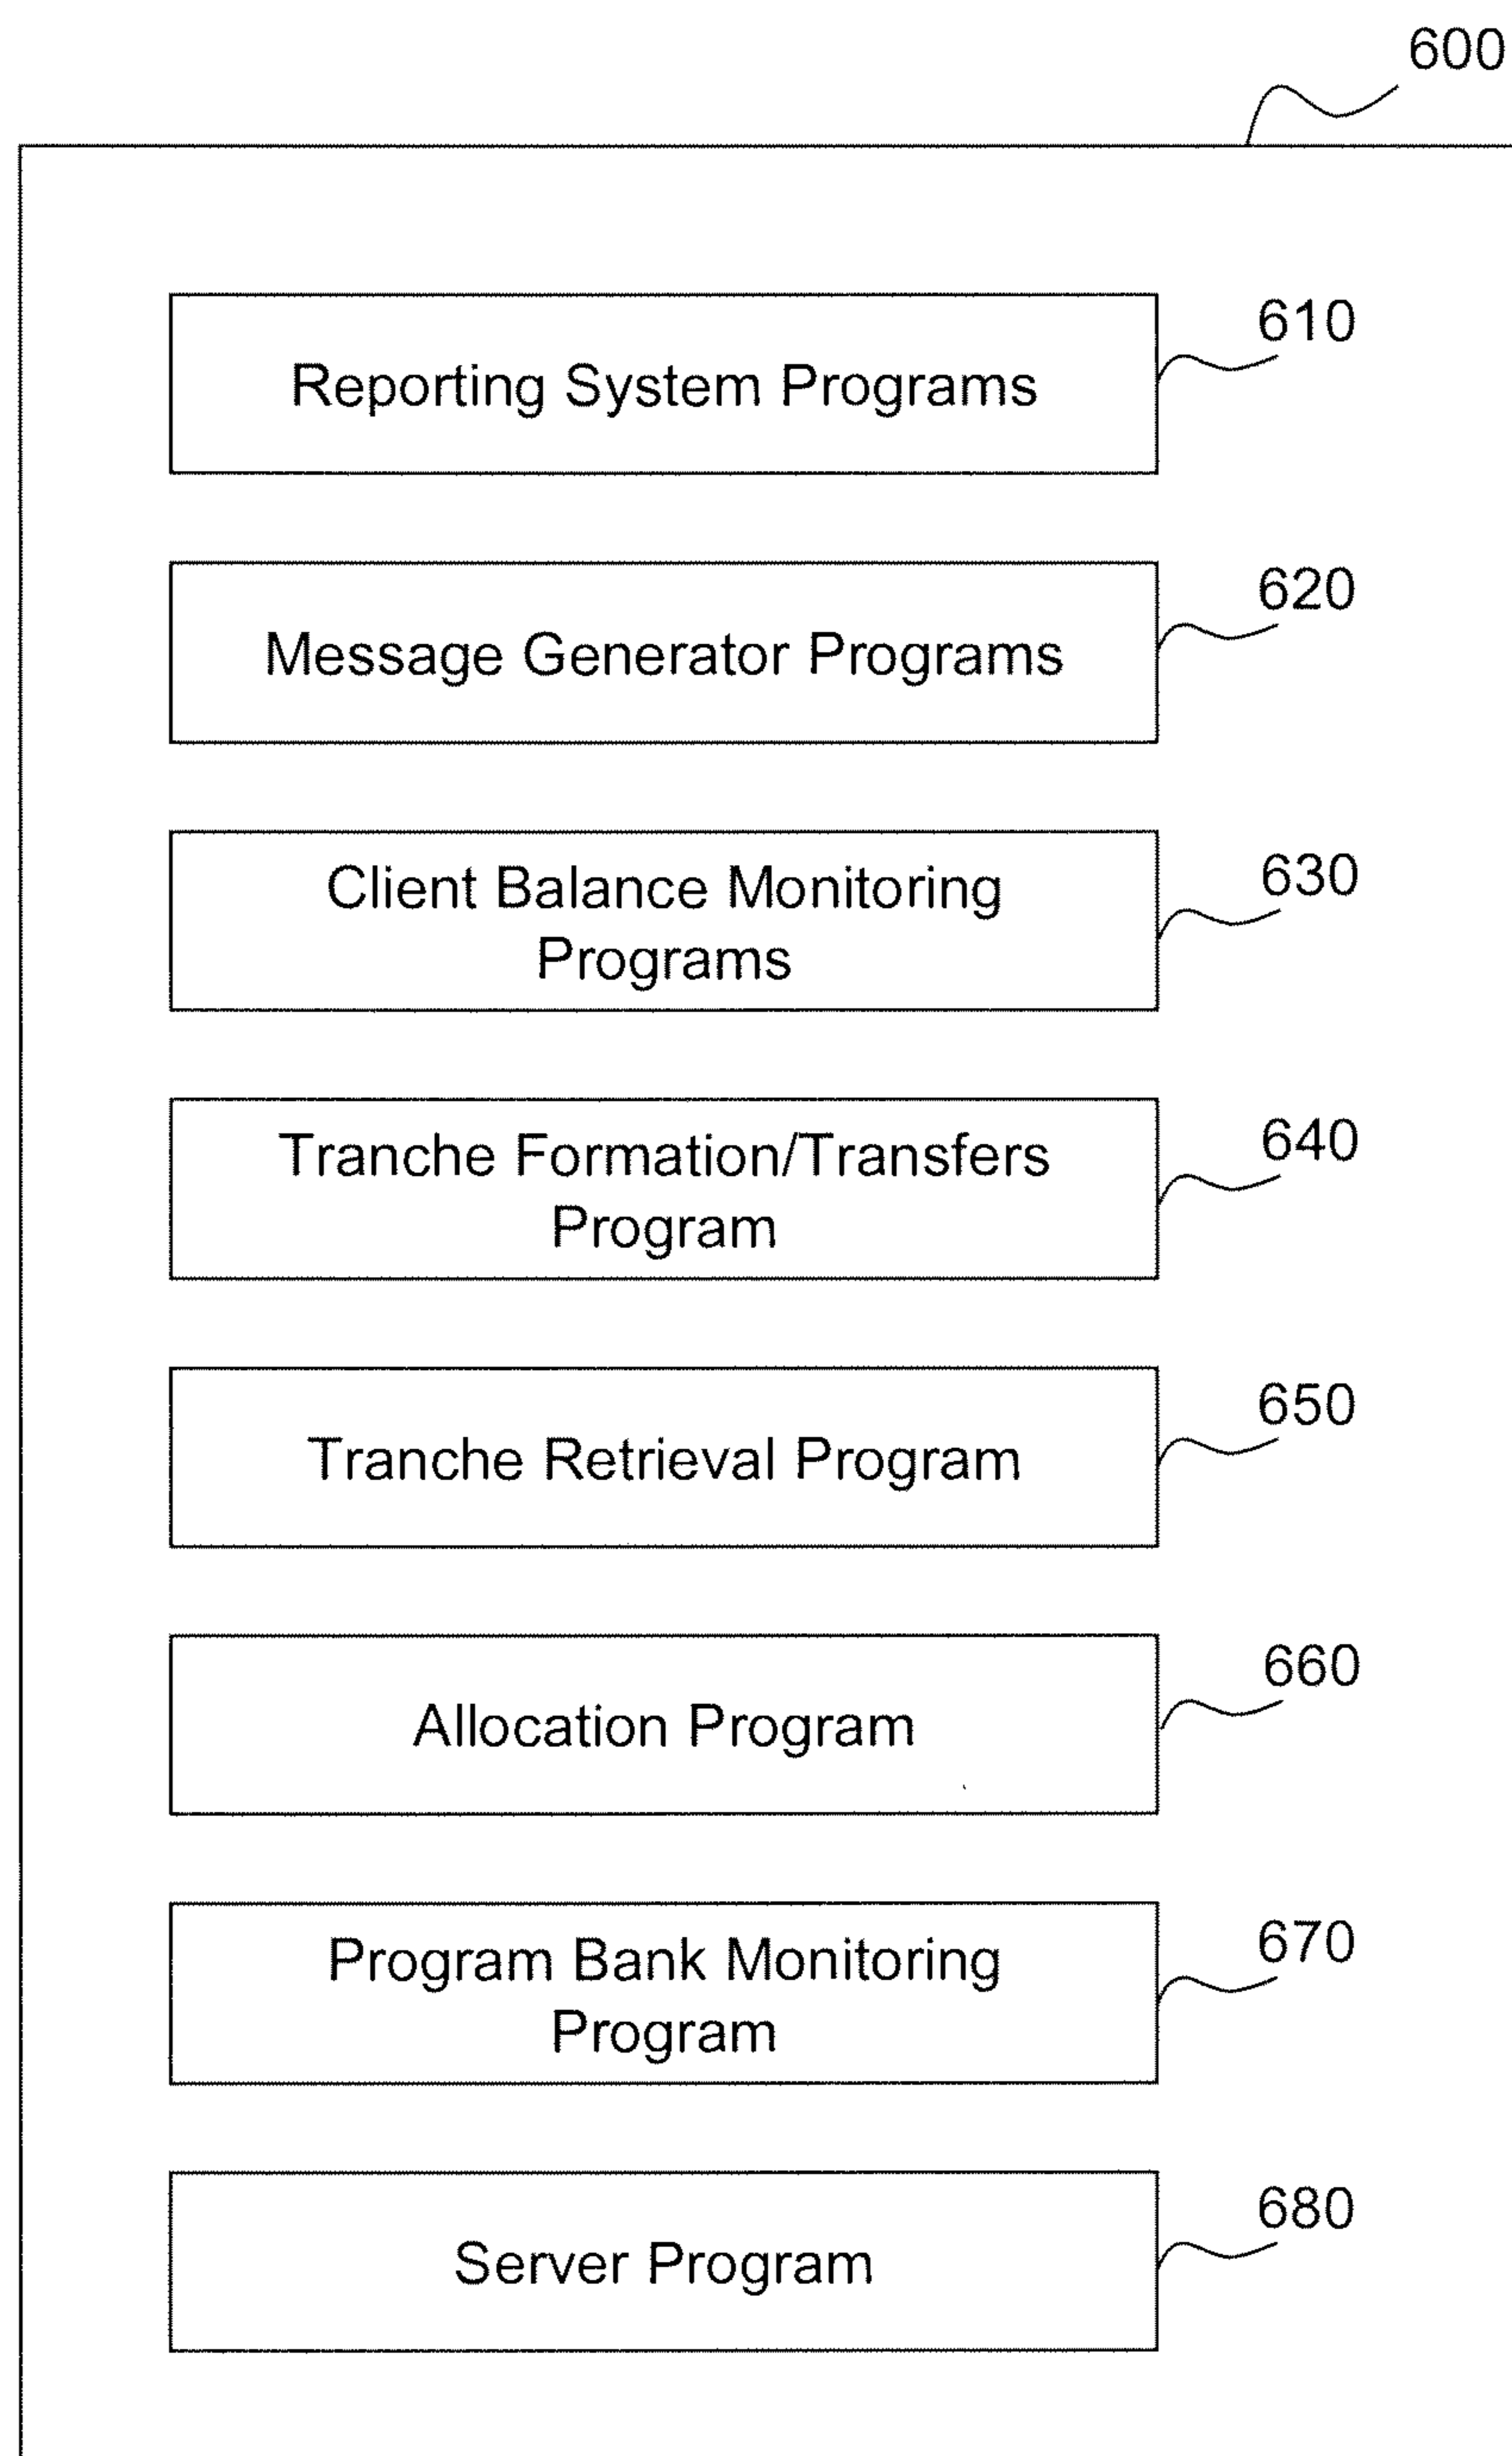 600
Reporting System Programs
610
Message Generator Programs
620
Client Balance Monitoring
Programs
630
Tranche Formation/Transfers
Program
640
Tranche Retrieval Program
650
Allocation Program
660
Program Bank Monitoring
Program
670
Server Program
680